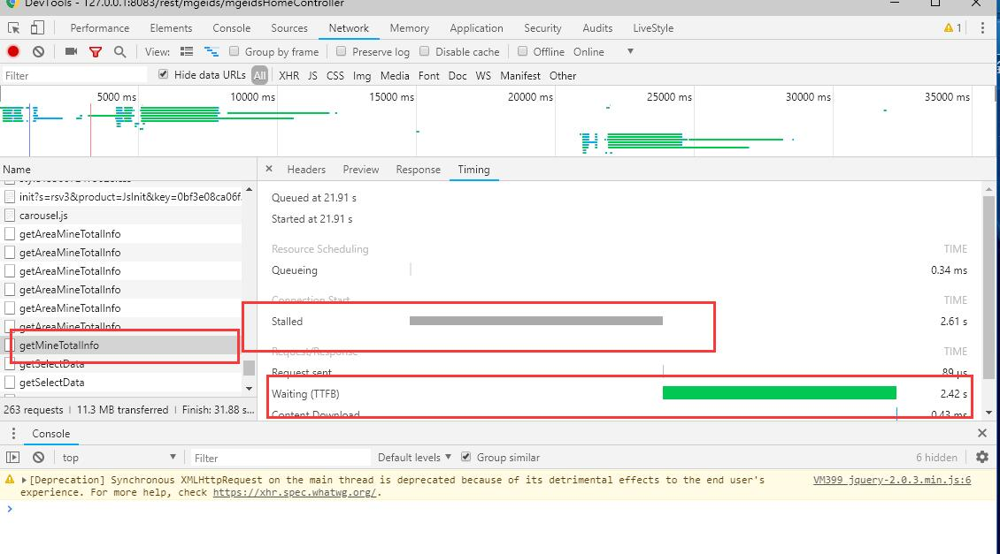 DevTools - 127.0.0.1:8083/rest/mgeids/mgeidsHomeController
Performance Elements Console Sources Network Memory Application Security Audits LiveStyle 1
View: Group by frame Preserve log Disable cache Offline Online
Filter Hide data URLs All XHR JS CSS Img Media Font Doc WS Manifest Other
5000 ms 10000 ms 15000 ms 20000 ms 25000 ms 30000 ms 35000 ms
Name
init?s=rsv3&product=JsInit&key=0bf3e08ca06f
carousel.js
getAreaMineTotalInfo
getAreaMineTotalInfo
getAreaMineTotalInfo
getAreaMineTotalInfo
getAreaMineTotalInfo
getAreaMineTotalInfo
getMineTotalInfo
getSelectData
getSelectData
263 requests | 11.3 MB transferred | Finish: 31.88 s...
Headers Preview Response Timing
Queued at 21.91 s
Started at 21.91 s
Resource Scheduling TIME
Queueing 0.34 ms
Connection Start TIME
Stalled 2.61 s
Request/Response TIME
Request sent 89 µs
Waiting (TTFB) 2.42 s
Content Download 0.43 ms
Console
top Filter Default levels Group similar 6 hidden
[Deprecation] Synchronous XMLHttpRequest on the main thread is deprecated because of its detrimental effects to the end user's VM399 jquery-2.0.3.min.js:6
experience. For more help, check https://xhr.spec.whatwg.org/.